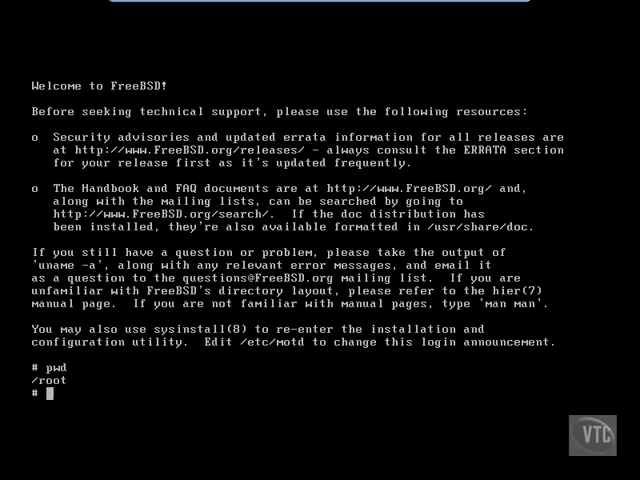 Welcome to FreeBSD!
Before seeking technical support, please use the following resources:
o  Security advisories and updated errata information for all releases are
at http://www.FreeBSD.org/releases/ - always consult the ERRATA section
for your release first as it's updated frequently.
o  The Handbook and FAQ documents are at http://www.FreeBSD.org/ and,
along with the mailing lists, can be searched by going to
http://www.FreeBSD.org/search/.  If the doc distribution has
been installed, they're also available formatted in /usr/share/doc.
If you still have a question or problem, please take the output of
'uname -a', along with any relevant error messages, and email it
as a question to the questions@FreeBSD.org mailing list.  If you are
unfamiliar with FreeBSD's directory layout, please refer to the hier(7)
manual page.  If you are not familiar with manual pages, type 'man man'.
You may also use sysinstall(8) to re-enter the installation and
configuration utility.  Edit /etc/motd to change this login announcement.
# pwd
/root
#
VTC